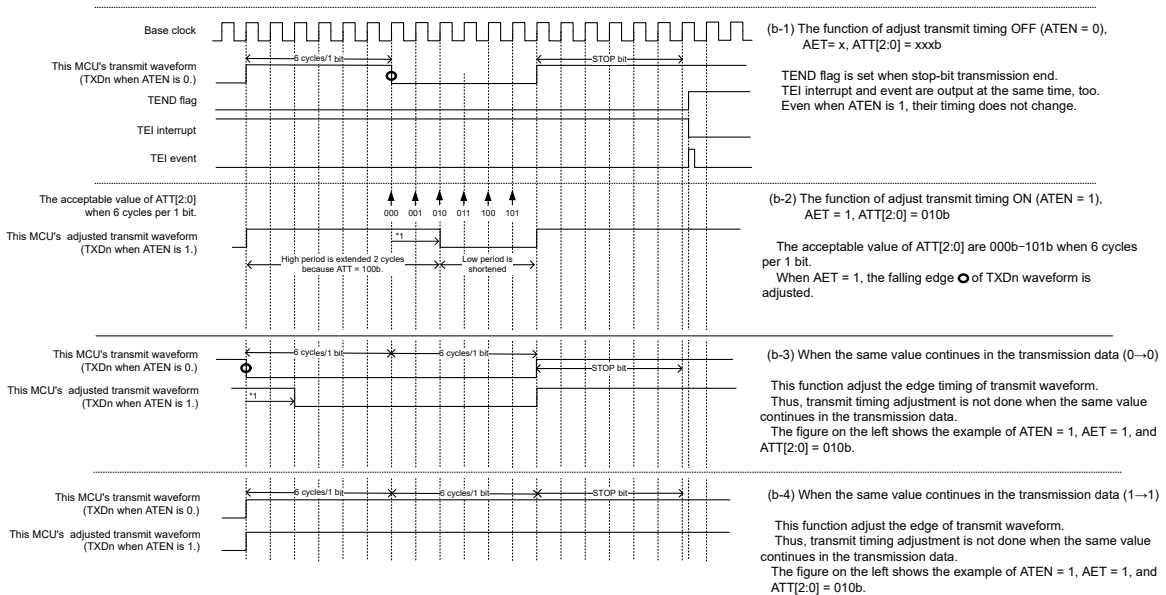 Base clock
This MCU's transmit waveform
(TXDn when ATEN is 0.)
6 cycles/1 bit
STOP bit
TEND flag
TEI interrupt
TEI event
(b-1) The function of adjust transmit timing OFF (ATEN = 0),
AET= x, ATT[2:0] = xxxb
TEND flag is set when stop-bit transmission end.
TEI interrupt and event are output at the same time, too.
Even when ATEN is 1, their timing does not change.
The acceptable value of ATT[2:0]
when 6 cycles per 1 bit.
000 001 010 011 100 101
This MCU's adjusted transmit waveform
(TXDn when ATEN is 1.)
*1
High period is extended 2 cycles
because ATT = 100b.
Low period is
shortened
(b-2) The function of adjust transmit timing ON (ATEN = 1),
AET = 1, ATT[2:0] = 010b
The acceptable value of ATT[2:0] are 000b−101b when 6 cycles
per 1 bit.
When AET = 1, the falling edge of TXDn waveform is
adjusted.
This MCU's transmit waveform
(TXDn when ATEN is 0.)
6 cycles/1 bit
6 cycles/1 bit
STOP bit
This MCU's adjusted transmit waveform
(TXDn when ATEN is 1.)
*1
(b-3) When the same value continues in the transmission data (0→0)
This function adjust the edge timing of transmit waveform.
Thus, transmit timing adjustment is not done when the same value
continues in the transmission data.
The figure on the left shows the example of ATEN = 1, AET = 1, and
ATT[2:0] = 010b.
This MCU's transmit waveform
(TXDn when ATEN is 0.)
6 cycles/1 bit
6 cycles/1 bit
STOP bit
This MCU's adjusted transmit waveform
(TXDn when ATEN is 1.)
(b-4) When the same value continues in the transmission data (1→1)
This function adjust the edge of transmit waveform.
Thus, transmit timing adjustment is not done when the same value
continues in the transmission data.
The figure on the left shows the example of ATEN = 1, AET = 1, and
ATT[2:0] = 010b.